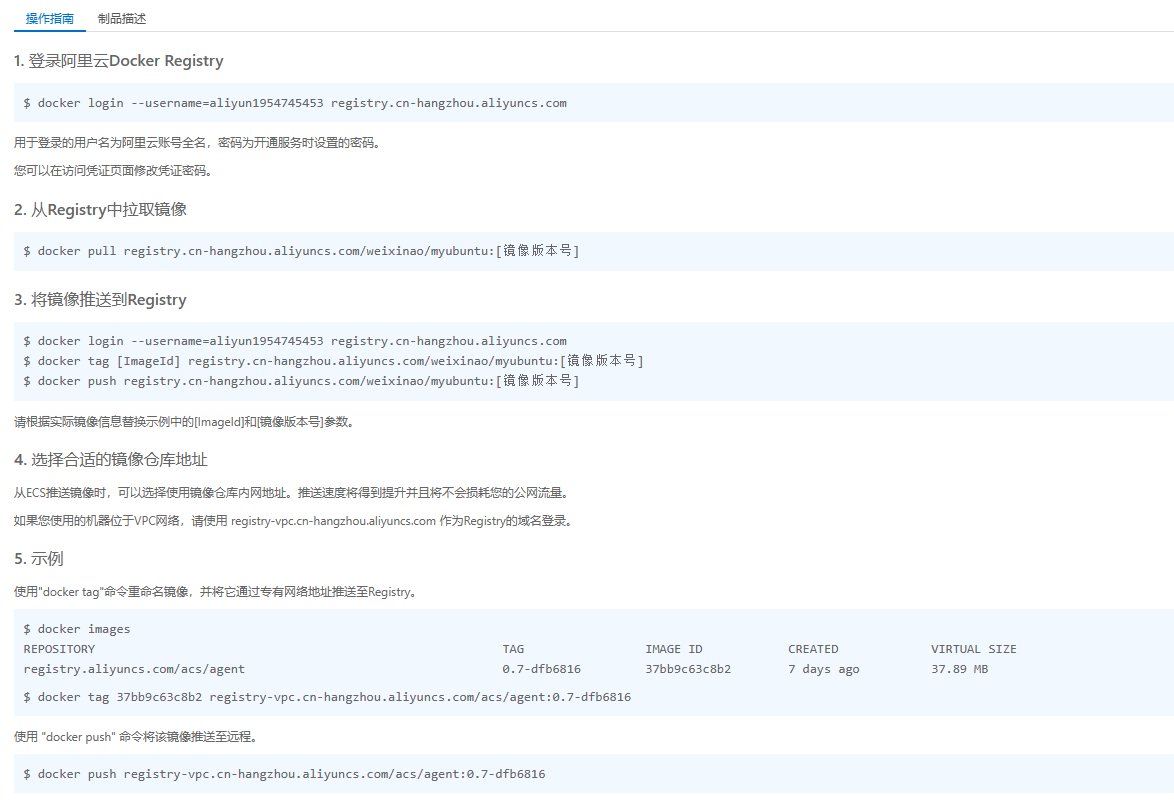 操作指南 制品描述
1. 登录阿里云Docker Registry
$ docker login --username=aliyun1954745453 registry.cn-hangzhou.aliyuncs.com
用于登录的用户名为阿里云账号全名，密码为开通服务时设置的密码。
您可以在访问凭证页面修改凭证密码。
2. 从Registry中拉取镜像
$ docker pull registry.cn-hangzhou.aliyuncs.com/weixinao/myubuntu:[镜像版本号]
3. 将镜像推送到Registry
$ docker login --username=aliyun1954745453 registry.cn-hangzhou.aliyuncs.com
$ docker tag [ImageId] registry.cn-hangzhou.aliyuncs.com/weixinao/myubuntu:[镜像版本号]
$ docker push registry.cn-hangzhou.aliyuncs.com/weixinao/myubuntu:[镜像版本号]
请根据实际镜像信息替换示例中的[ImageId]和[镜像版本号]参数。
4. 选择合适的镜像仓库地址
从ECS推送镜像时，可以选择使用镜像仓库内网地址。推送速度将得到提升并且将不会损耗您的公网流量。
如果您使用的机器位于VPC网络，请使用 registry-vpc.cn-hangzhou.aliyuncs.com 作为Registry的域名登录。
5. 示例
使用"docker tag"命令重命名镜像，并将它通过专有网络地址推送至Registry。
$ docker images
REPOSITORY TAG IMAGE ID CREATED VIRTUAL SIZE
registry.aliyuncs.com/acs/agent 0.7-dfb6816 37bb9c63c8b2 7 days ago 37.89 MB
$ docker tag 37bb9c63c8b2 registry-vpc.cn-hangzhou.aliyuncs.com/acs/agent:0.7-dfb6816
使用 "docker push" 命令将该镜像推送至远程。
$ docker push registry-vpc.cn-hangzhou.aliyuncs.com/acs/agent:0.7-dfb6816